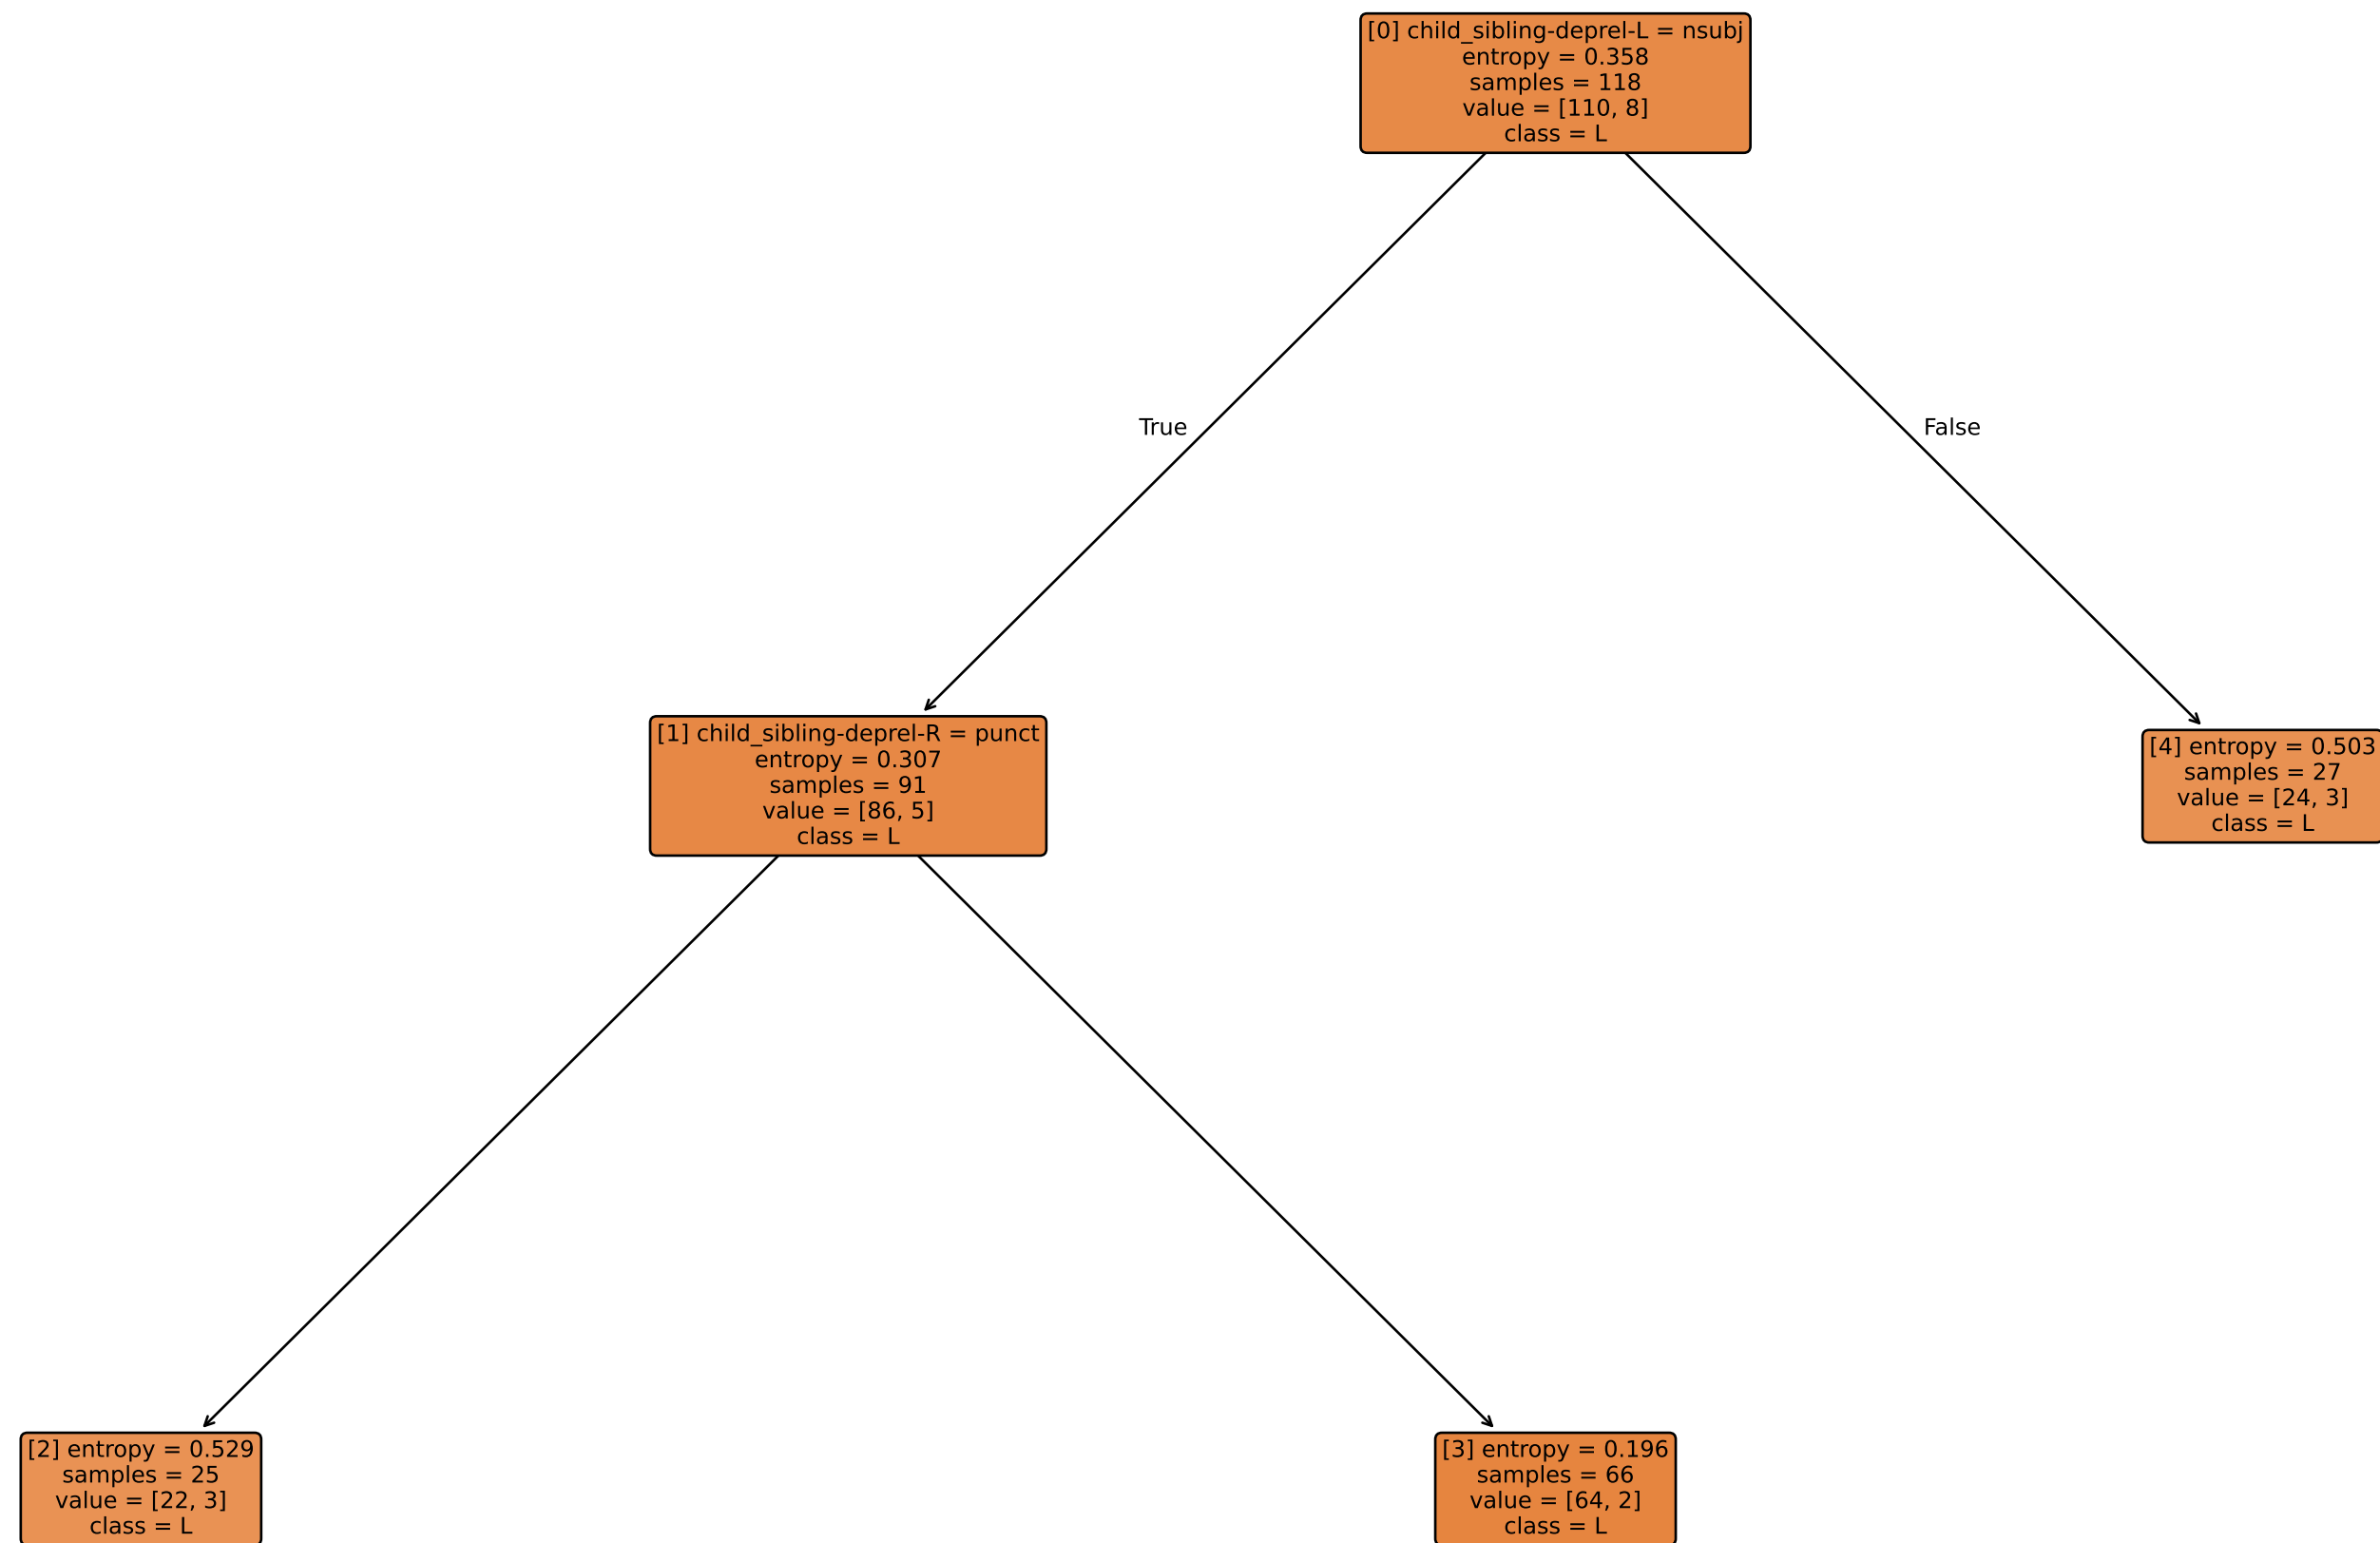 [0] child_sibling-deprel-L = nsubj
entropy = 0.358
samples = 118
value = [110, 8]
class = L
True
False
[1] child_sibling-deprel-R = punct
entropy = 0.307
samples = 91
value = [86, 5]
class = L
[4] entropy = 0.503
samples = 27
value = [24, 3]
class = L
[2] entropy = 0.529
samples = 25
value = [22, 3]
class = L
[3] entropy = 0.196
samples = 66
value = [64, 2]
class = L